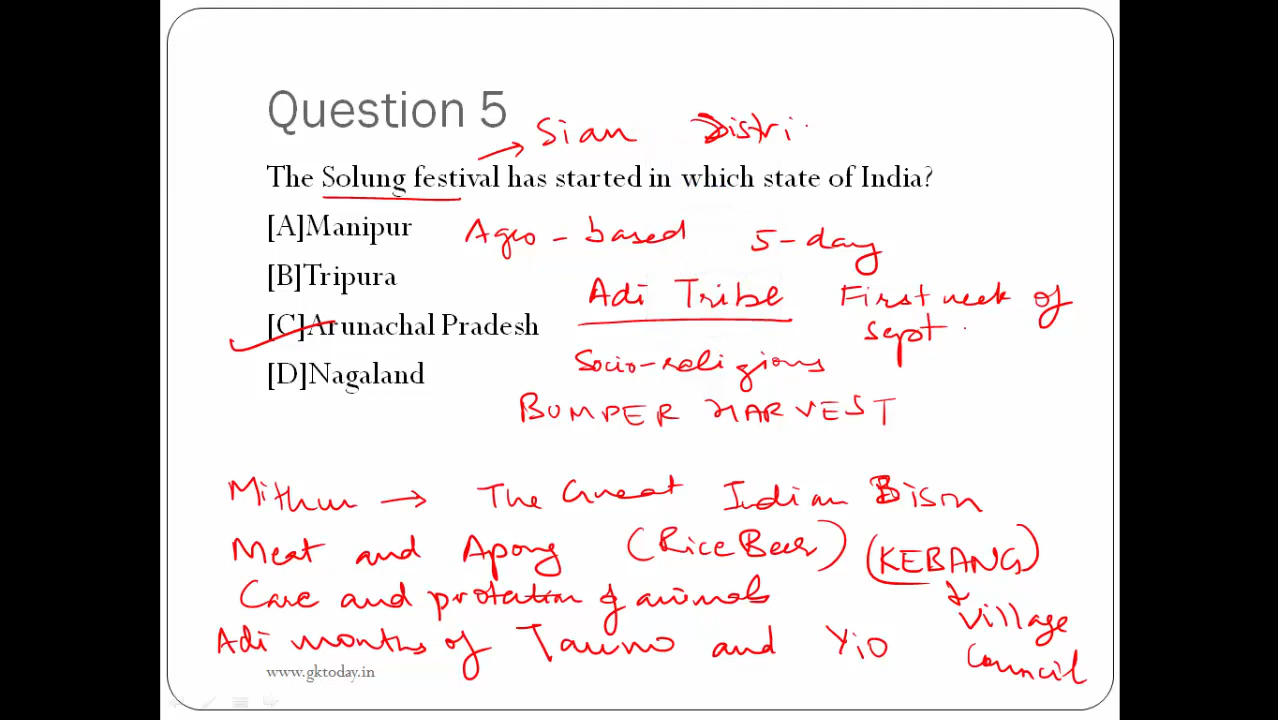 Question 5
Sian Distri
The Solung festival has started in which state of India?
[A]Manipur
Agro-based 5-day
[B]Tripura
Adi Tribe First week of
sept
[C]Arunachal Pradesh
Socio-religious
[D]Nagaland
BUMPER HARVEST
Mithun → The Great Indian Bison
Meat and Apong (Rice Beer) (KEBANG)
Care and protection of animals
Village
Adi months of Tauno and Yio
Council
www.gktoday.in